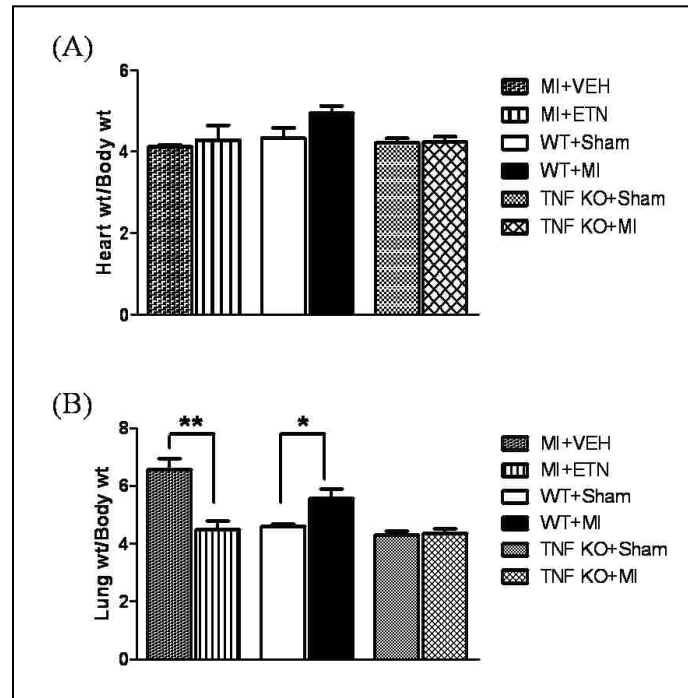 (A)
Heart wt/Body wt
6
4
2
0
MI+VEH
MI+ETN
WT+Sham
WT+MI
TNF KO+Sham
TNF KO+MI
(B)
Lung wt/Body wt
8
6
4
2
0
**
*
MI+VEH
MI+ETN
WT+Sham
WT+MI
TNF KO+Sham
TNF KO+MI